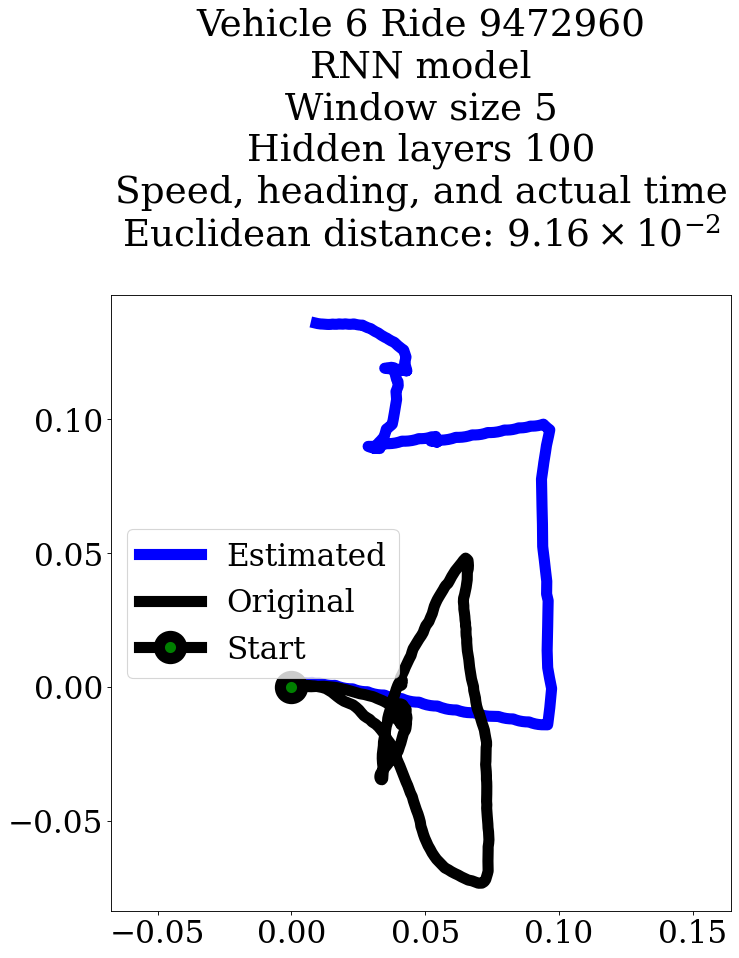 Vehicle 6 Ride 9472960
RNN model
Window size 5
Hidden layers 100
Speed, heading, and actual time
Euclidean distance: 9.16 × 10⁻²
0.10
0.05
0.00
−0.05
Estimated
Original
Start
−0.05 0.00 0.05 0.10 0.15